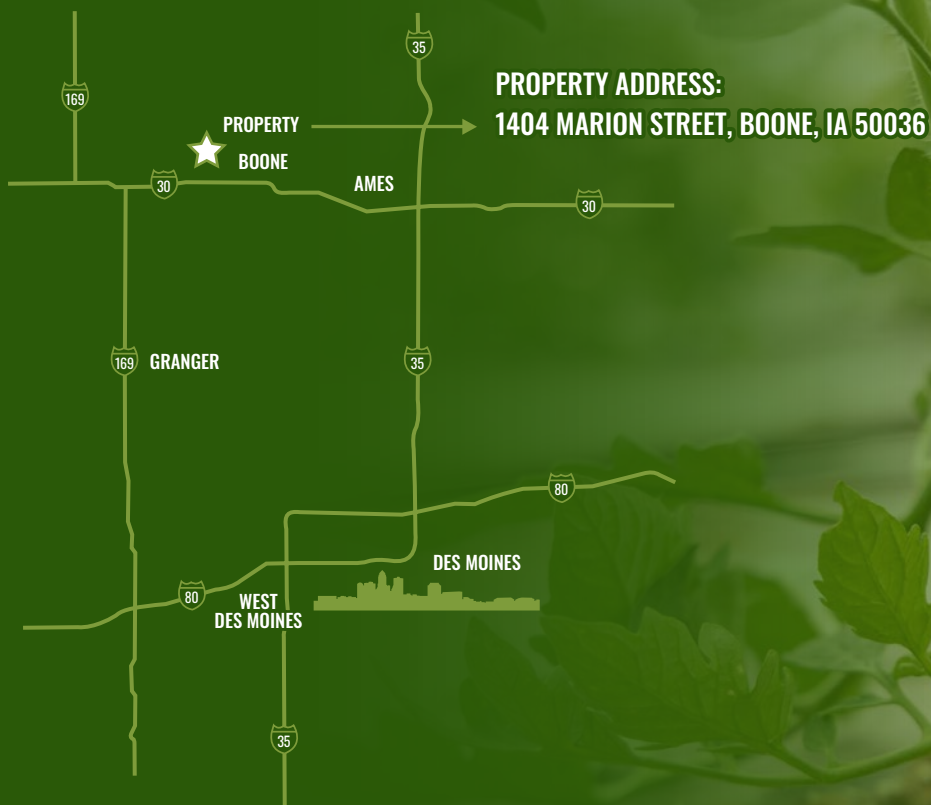 35
169
PROPERTY ADDRESS:
1404 MARION STREET, BOONE, IA 50036
PROPERTY
BOONE
30
AMES
30
169
GRANGER
35
80
DES MOINES
80
WEST
DES MOINES
35